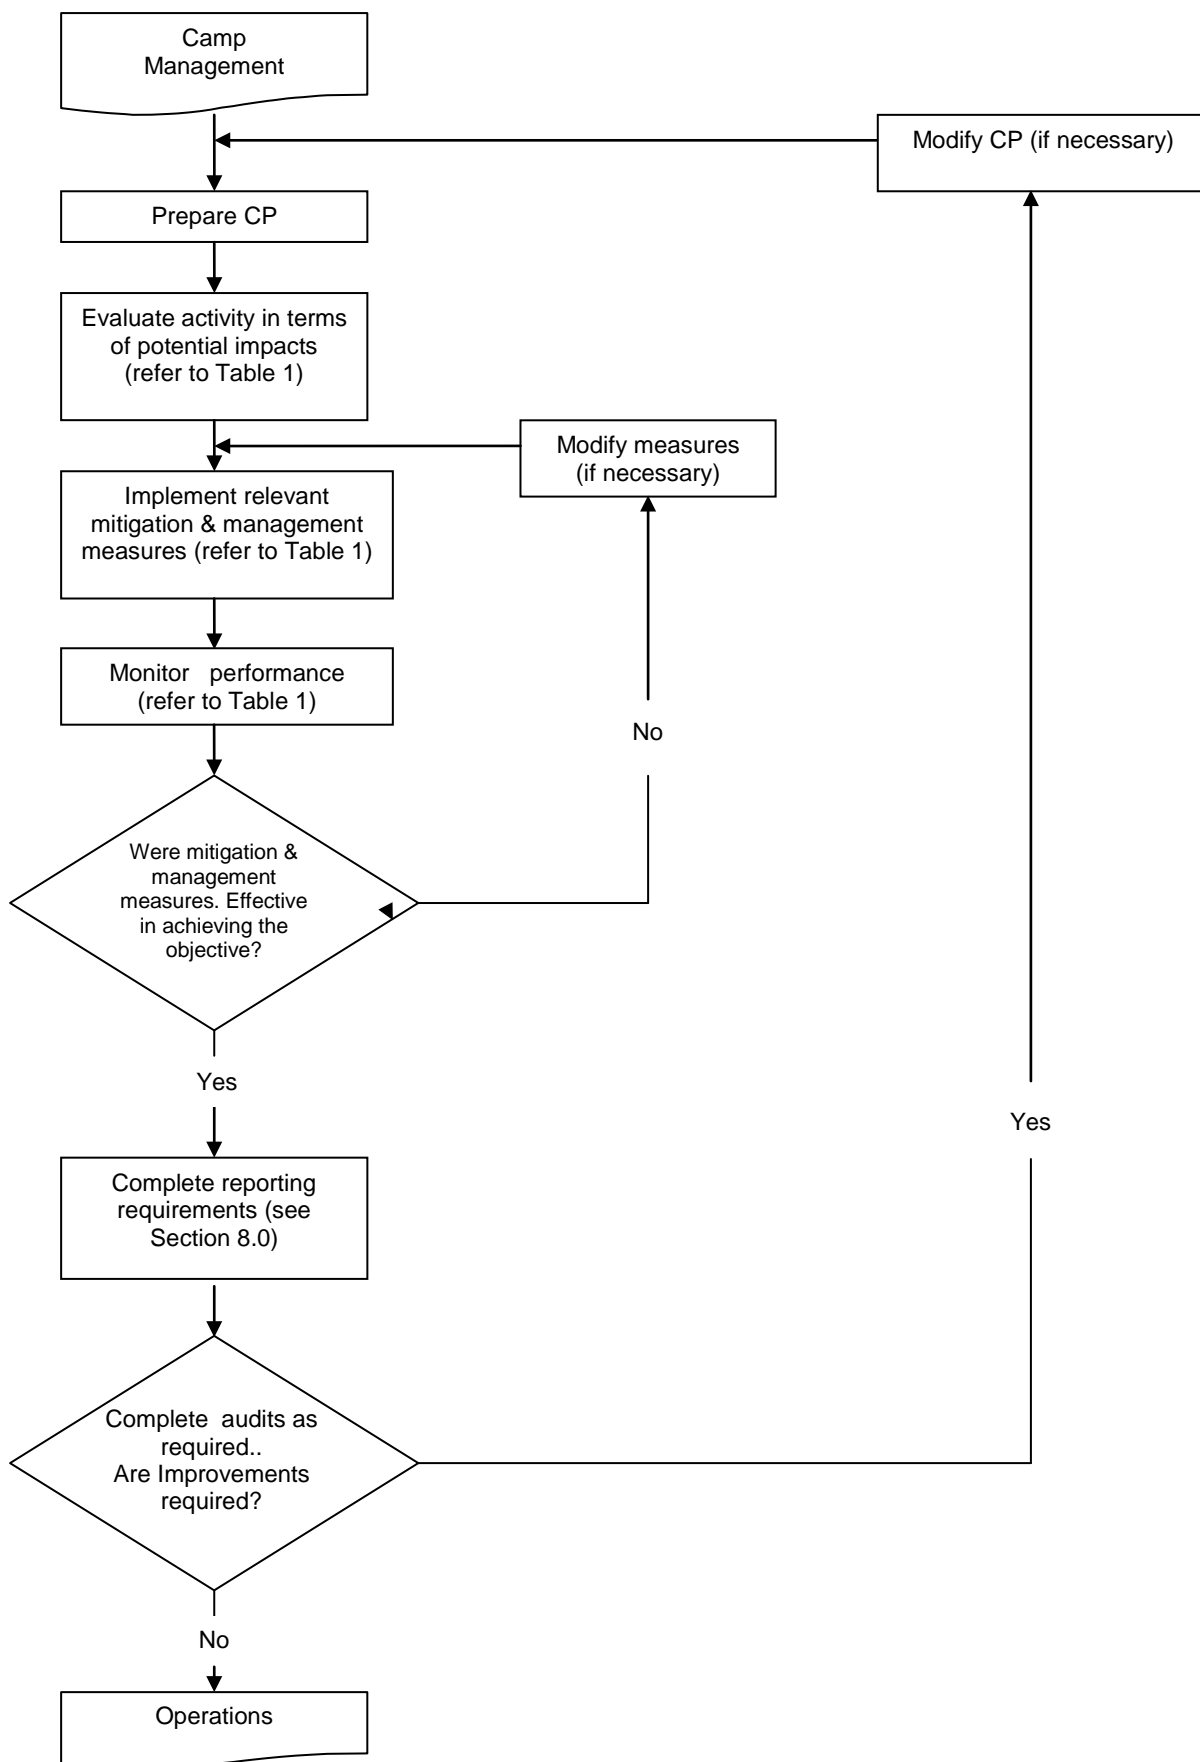 Camp
Management
Modify CP (if necessary)
Prepare CP
Evaluate activity in terms
of potential impacts
(refer to Table 1)
Modify measures
(if necessary)
Implement relevant
mitigation & management
measures (refer to Table 1)
Monitor performance
(refer to Table 1)
No
Were mitigation &
management
measures. Effective
in achieving the
objective?
Yes
Yes
Complete reporting
requirements (see
Section 8.0)
Complete audits as
required..
Are Improvements
required?
No
Operations